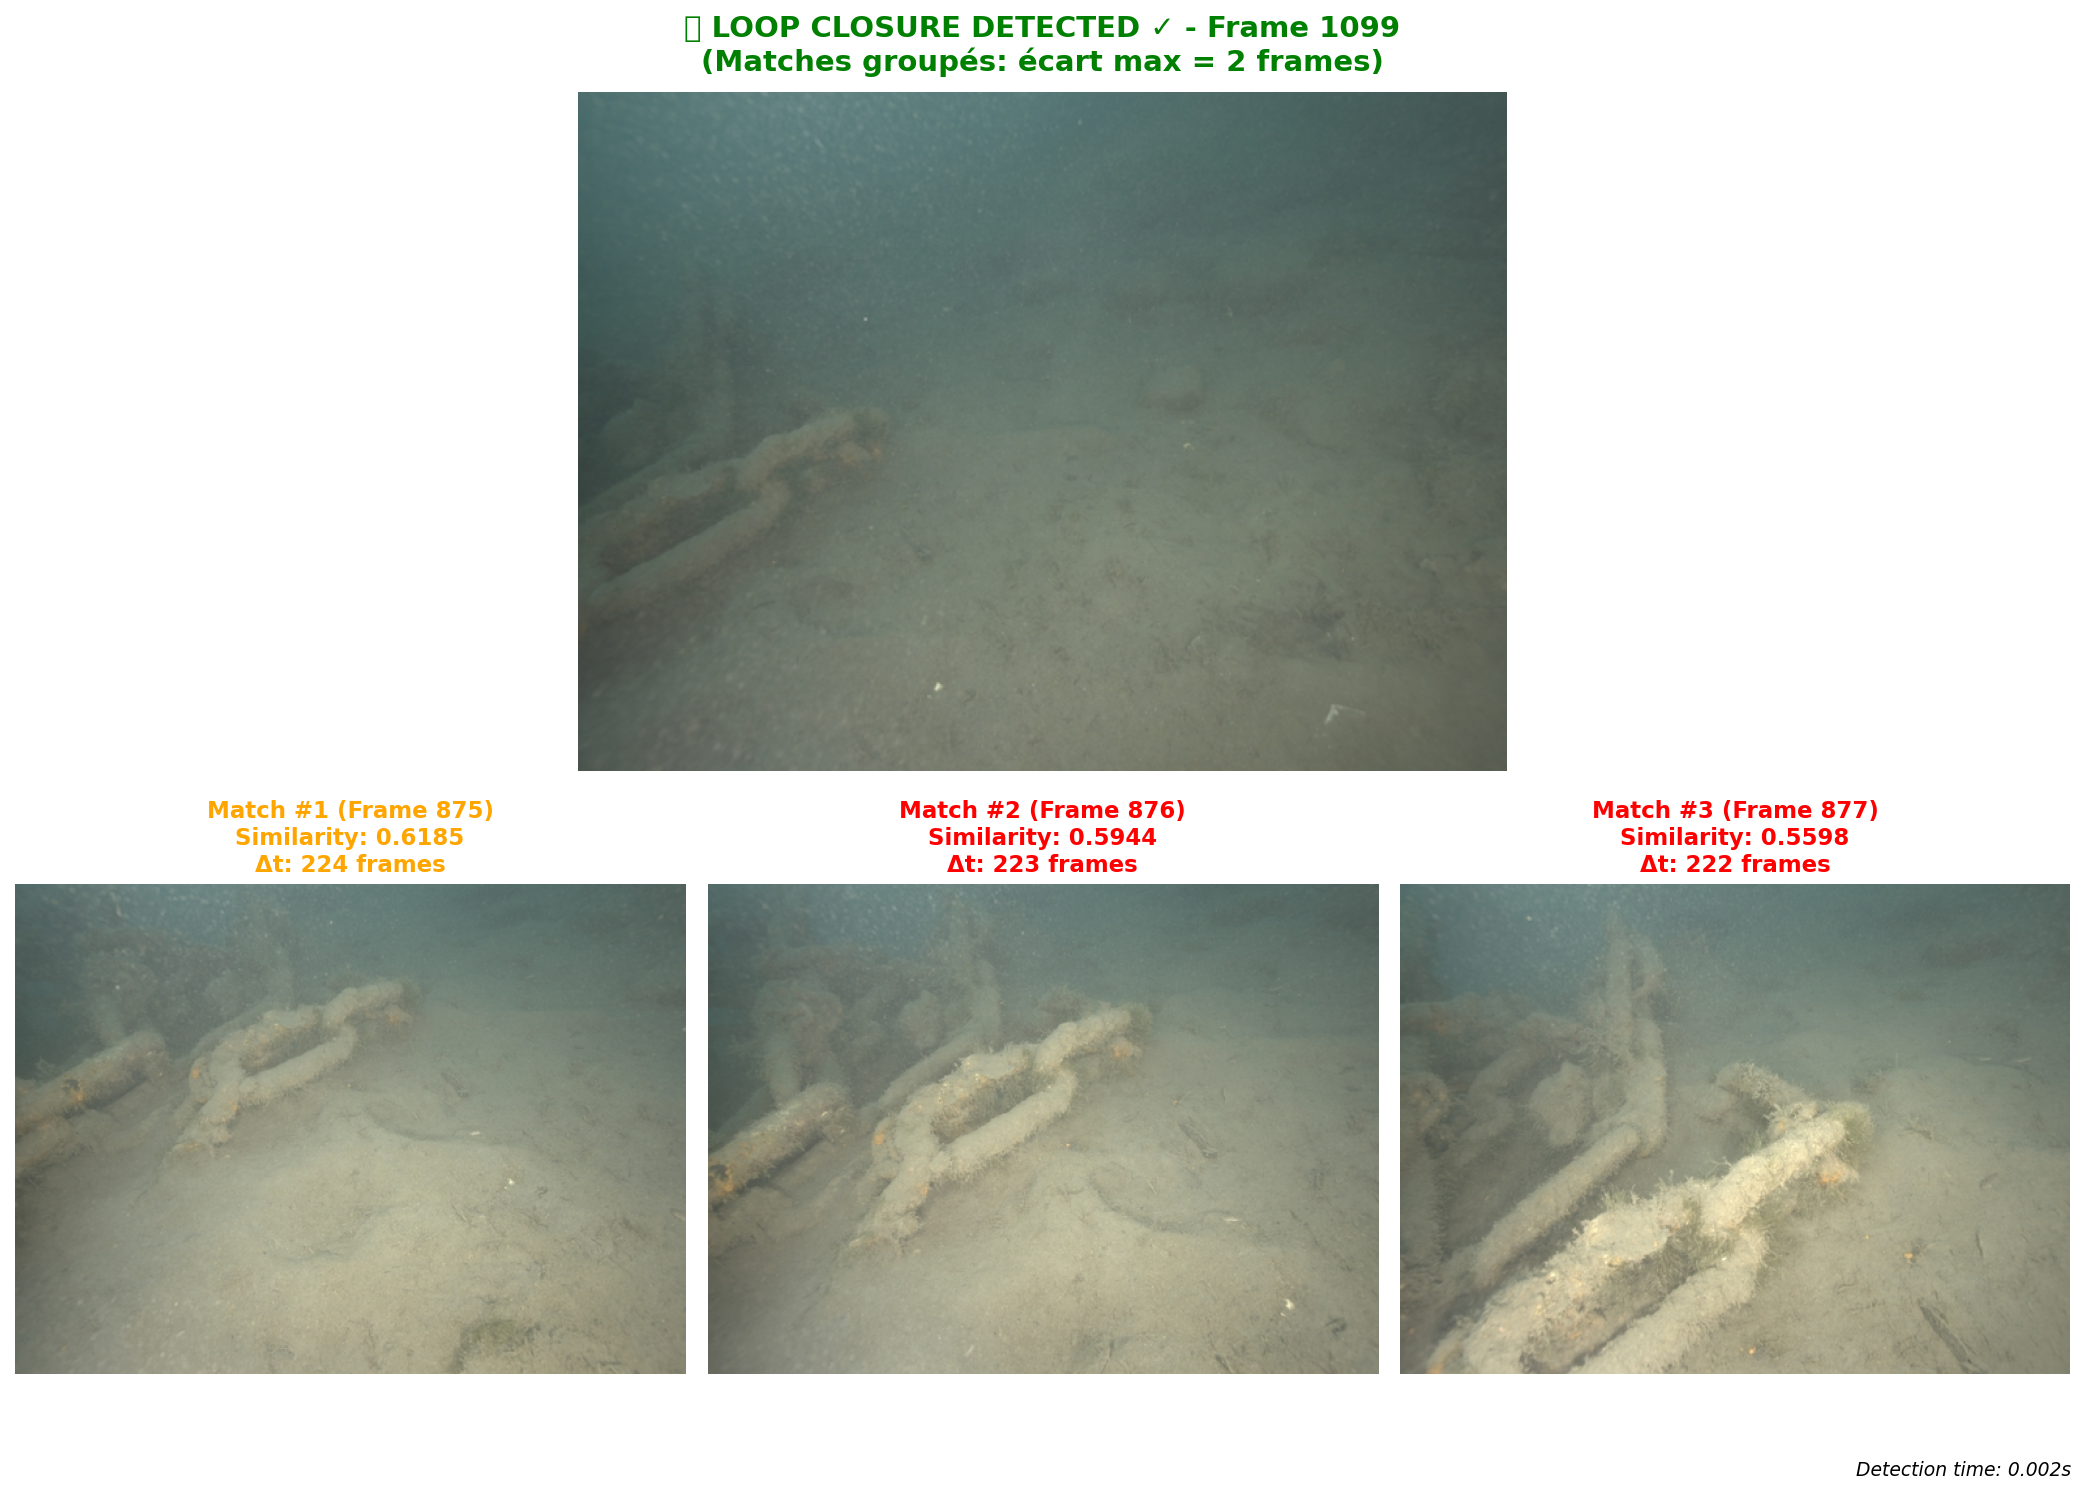 LOOP CLOSURE DETECTED ✓ - Frame 1099
(Matches groupés: écart max = 2 frames)
Match #1 (Frame 875)
Similarity: 0.6185
Δt: 224 frames
Match #2 (Frame 876)
Similarity: 0.5944
Δt: 223 frames
Match #3 (Frame 877)
Similarity: 0.5598
Δt: 222 frames
Detection time: 0.002s